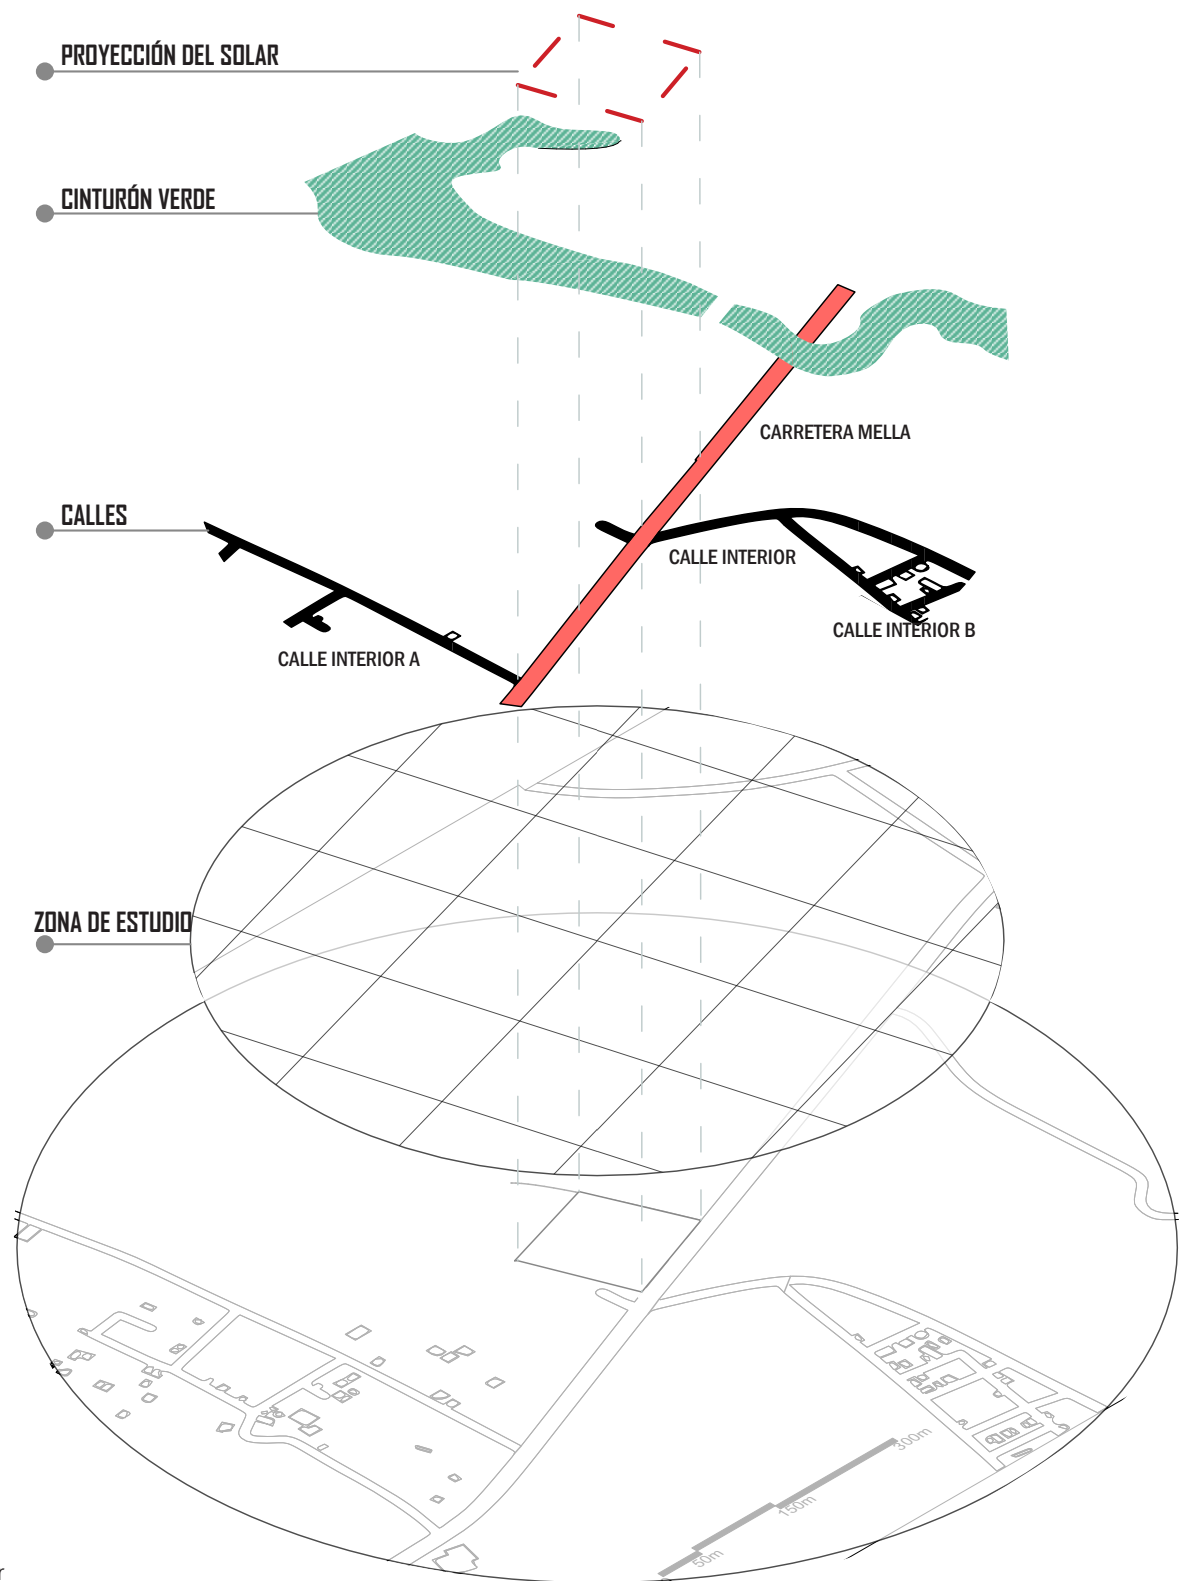 PROYECCIÓN DEL SOLAR
CINTURÓN VERDE
CARRETERA MELLA
CALLES
CALLE INTERIOR
CALLE INTERIOR B
CALLE INTERIOR A
ZONA DE ESTUDIO
300m
150m
50m
r